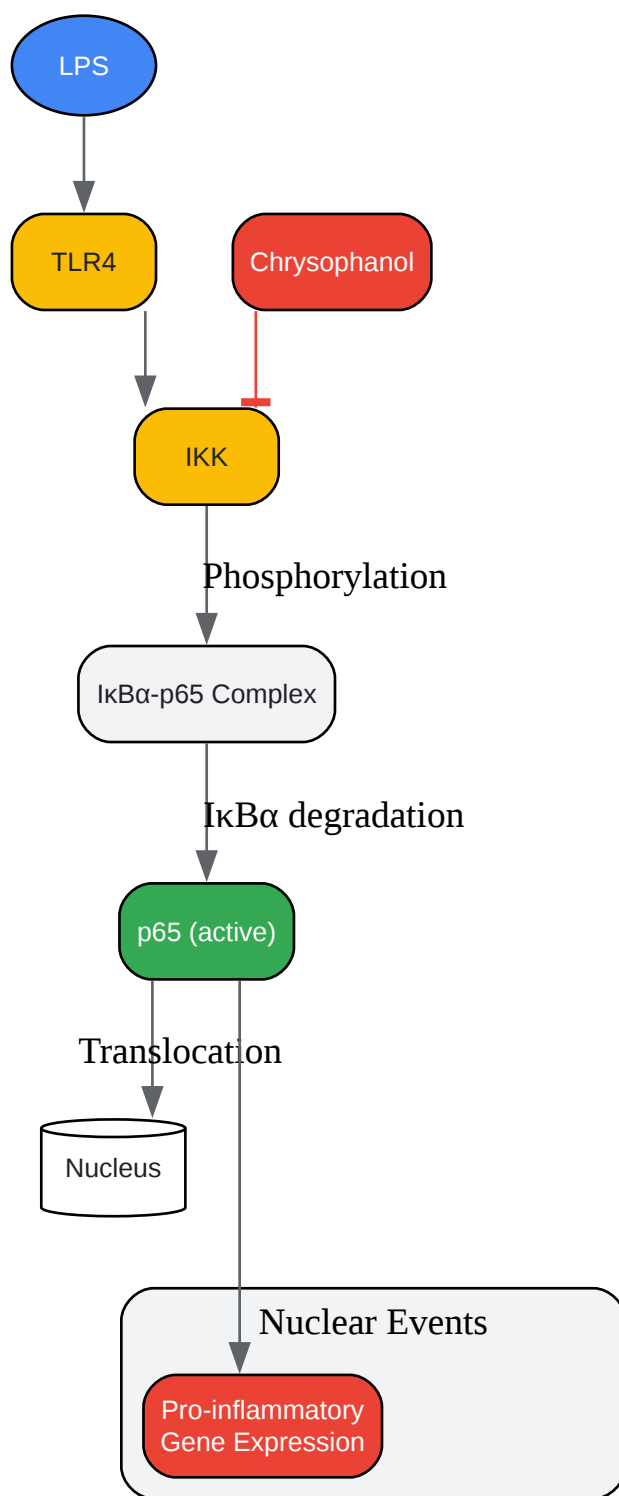 LPS
TLR4
Chrysophanol
IKK
Phosphorylation
IκBα-p65 Complex
IκBα degradation
p65 (active)
Translocation
Nucleus
Nuclear Events
Pro-inflammatory
Gene Expression